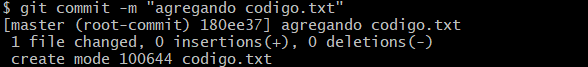 $ git commit -m "agregando codigo.txt"
[master (root-commit) 180ee37] agregando codigo.txt
 1 file changed, 0 insertions(+), 0 deletions(-)
 create mode 100644 codigo.txt